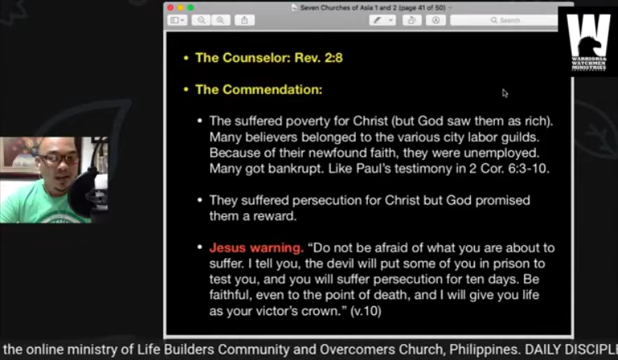 Seven Churches of Asia 1 and 2 (page 41 of 50)
Search
W
WARRIORS &
WATCHMEN
MINISTRIES
• The Counselor: Rev. 2:8
• The Commendation:
• The suffered poverty for Christ (but God saw them as rich).
Many believers belonged to the various city labor guilds.
Because of their newfound faith, they were unemployed.
Many got bankrupt. Like Paul's testimony in 2 Cor. 6:3-10.
• They suffered persecution for Christ but God promised
them a reward.
• Jesus warning. “Do not be afraid of what you are about to
suffer. I tell you, the devil will put some of you in prison to
test you, and you will suffer persecution for ten days. Be
faithful, even to the point of death, and I will give you life
as your victor's crown.” (v.10)
the online ministry of Life Builders Community and Overcomers Church, Philippines. DAILY DISCIPL